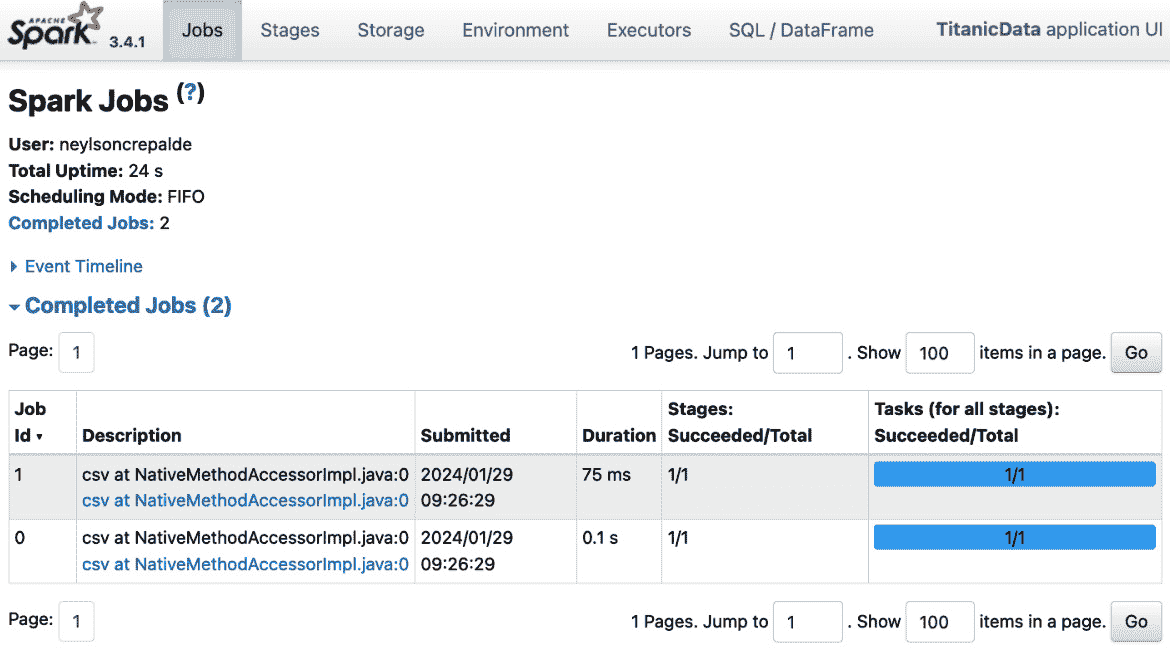 APACHE
Spark 3.4.1 Jobs Stages Storage Environment Executors SQL / DataFrame TitanicData application UI
Spark Jobs (?)
User: neylsoncrepalde
Total Uptime: 24 s
Scheduling Mode: FIFO
Completed Jobs: 2
Event Timeline
Completed Jobs (2)
Page: 1 1 Pages. Jump to 1 . Show 100 items in a page. Go
Job Id Description Submitted Duration Stages: Succeeded/Total Tasks (for all stages): Succeeded/Total
1 csv at NativeMethodAccessorImpl.java:0 2024/01/29 75 ms 1/1 1/1
csv at NativeMethodAccessorImpl.java:0 09:26:29
0 csv at NativeMethodAccessorImpl.java:0 2024/01/29 0.1 s 1/1 1/1
csv at NativeMethodAccessorImpl.java:0 09:26:29
Page: 1 1 Pages. Jump to 1 . Show 100 items in a page. Go